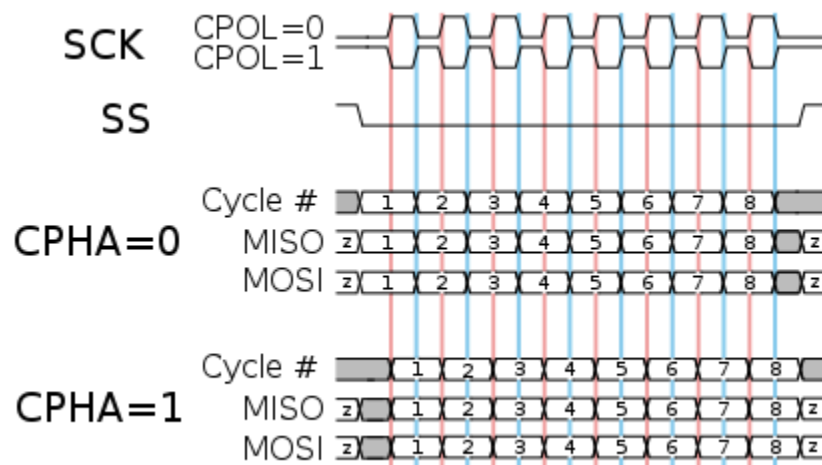 SCK
CPOL=0
CPOL=1
SS
CPHA=0
Cycle # 1 2 3 4 5 6 7 8
MISO z 1 2 3 4 5 6 7 8 z
MOSI z 1 2 3 4 5 6 7 8 z
CPHA=1
Cycle # 1 2 3 4 5 6 7 8
MISO z 1 2 3 4 5 6 7 8 z
MOSI z 1 2 3 4 5 6 7 8 z